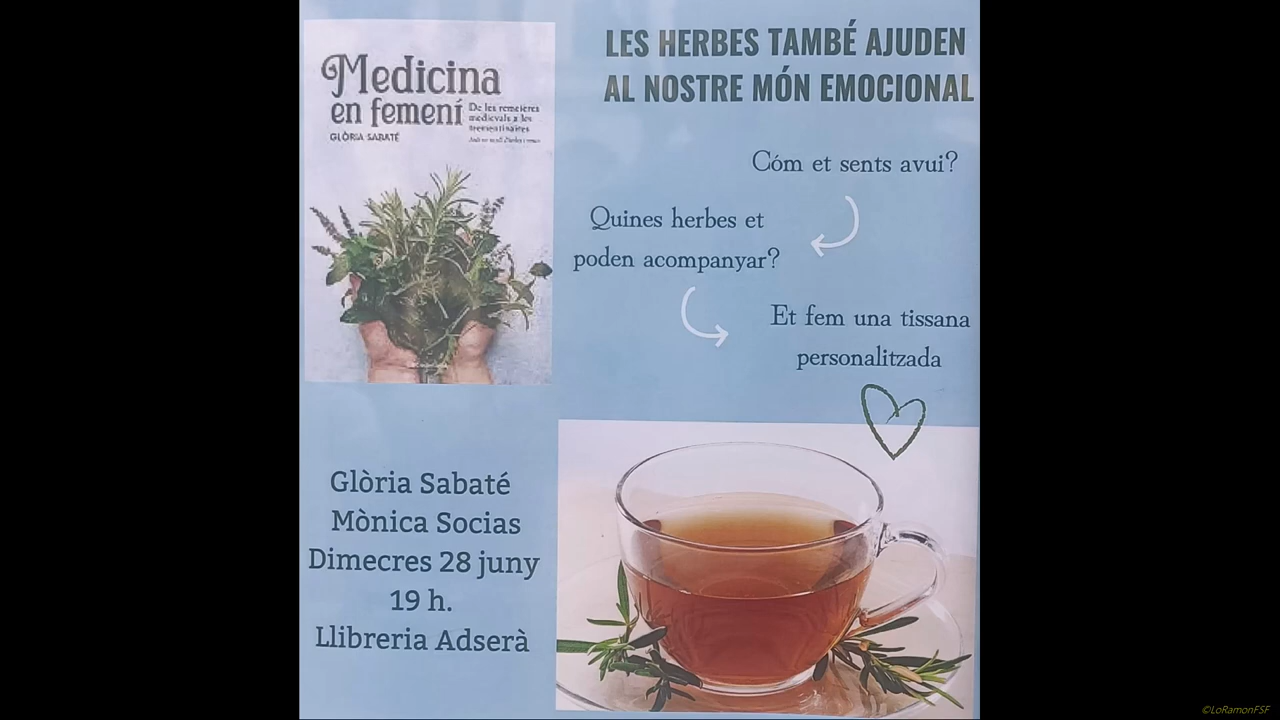 LES HERBES TAMBÉ AJUDEN
AL NOSTRE MÓN EMOCIONAL
Medicina
en femení
De les remeieres
medievals a les
trementinaires
GLÒRIA SABATÉ
Cóm et sents avui?
Quines herbes et
poden acompanyar?
Et fem una tissana
personalitzada
Glòria Sabaté
Mònica Socias
Dimecres 28 juny
19 h.
Llibreria Adserà
©LoRamonFSF